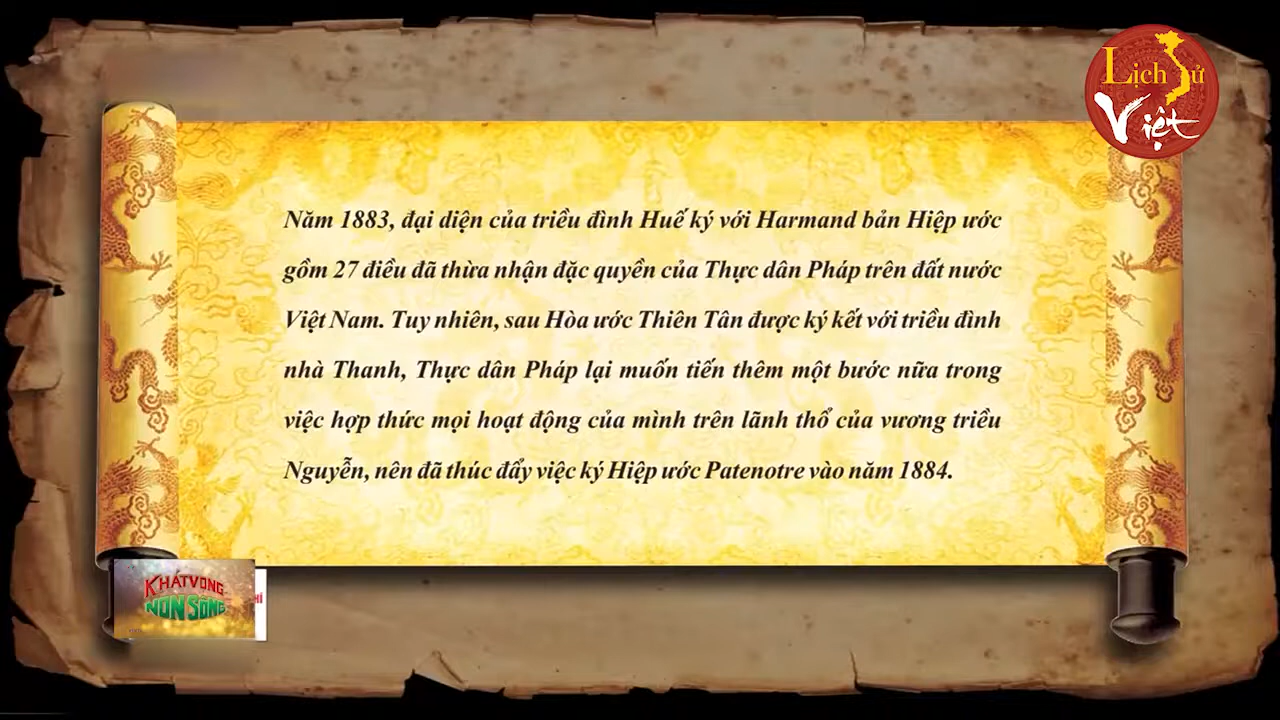 Lịch Sử
Việt
Năm 1883, đại diện của triều đình Huế ký với Harmand bản Hiệp ước
gồm 27 điều đã thừa nhận đặc quyền của Thực dân Pháp trên đất nước
Việt Nam. Tuy nhiên, sau Hòa ước Thiên Tân được ký kết với triều đình
nhà Thanh, Thực dân Pháp lại muốn tiến thêm một bước nữa trong
việc hợp thức mọi hoạt động của mình trên lãnh thổ của vương triều
Nguyễn, nên đã thúc đẩy việc ký Hiệp ước Patenotre vào năm 1884.
KHÁT VỌNG
NON SÔNG